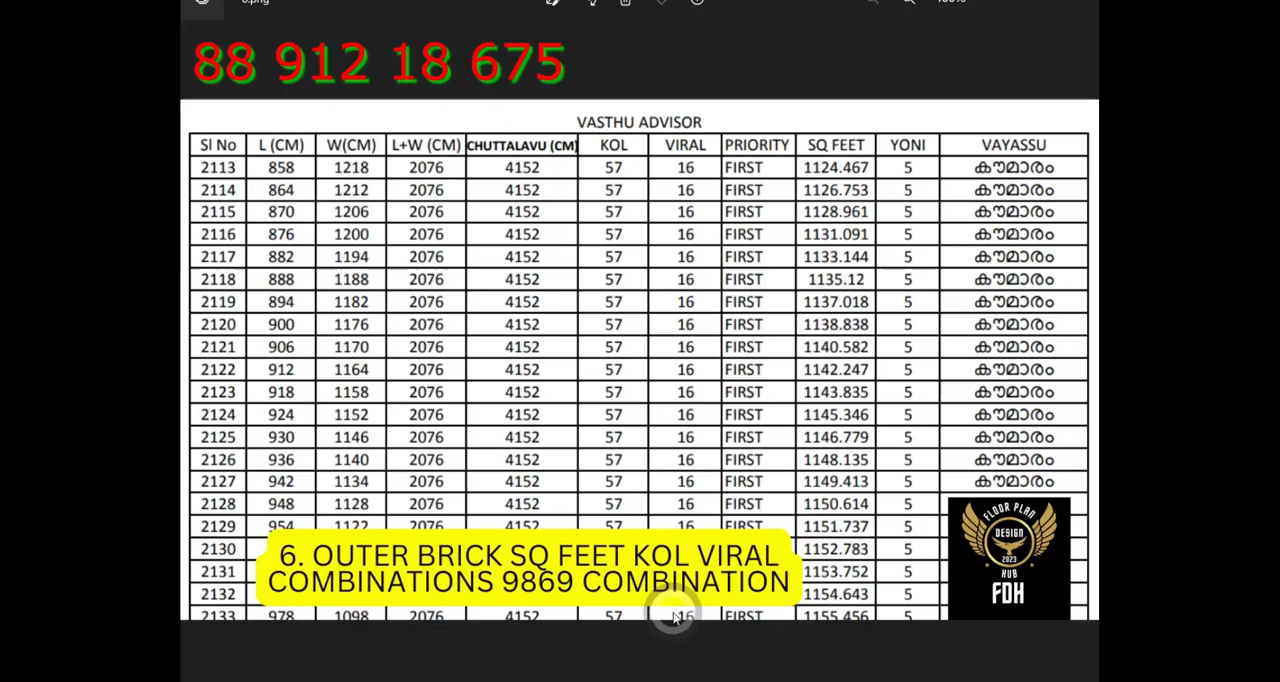 6.png
100%
88 912 18 675
VASTHU ADVISOR
Sl No L (CM) W(CM) L+W (CM) CHUTTALAVU (CM) KOL VIRAL PRIORITY SQ FEET YONI VAYASSU
2113 858 1218 2076 4152 57 16 FIRST 1124.467 5 കൗമാരം
2114 864 1212 2076 4152 57 16 FIRST 1126.753 5 കൗമാരം
2115 870 1206 2076 4152 57 16 FIRST 1128.961 5 കൗമാരം
2116 876 1200 2076 4152 57 16 FIRST 1131.091 5 കൗമാരം
2117 882 1194 2076 4152 57 16 FIRST 1133.144 5 കൗമാരം
2118 888 1188 2076 4152 57 16 FIRST 1135.12 5 കൗമാരം
2119 894 1182 2076 4152 57 16 FIRST 1137.018 5 കൗമാരം
2120 900 1176 2076 4152 57 16 FIRST 1138.838 5 കൗമാരം
2121 906 1170 2076 4152 57 16 FIRST 1140.582 5 കൗമാരം
2122 912 1164 2076 4152 57 16 FIRST 1142.247 5 കൗമാരം
2123 918 1158 2076 4152 57 16 FIRST 1143.835 5 കൗമാരം
2124 924 1152 2076 4152 57 16 FIRST 1145.346 5 കൗമാരം
2125 930 1146 2076 4152 57 16 FIRST 1146.779 5 കൗമാരം
2126 936 1140 2076 4152 57 16 FIRST 1148.135 5 കൗമാരം
2127 942 1134 2076 4152 57 16 FIRST 1149.413 5 കൗമാരം
2128 948 1128 2076 4152 57 16 FIRST 1150.614 5
2129 954 1122 2076 4152 57 16 FIRST 1151.737 5
2130 1152.783 5
2131 1153.752 5
2132 1154.643 5
2133 978 1098 2076 4152 57 16 FIRST 1155.456 5
6. OUTER BRICK SQ FEET KOL VIRAL
COMBINATIONS 9869 COMBINATION
FLOOR PLAN
DESIGN
2023
HUB
FDH